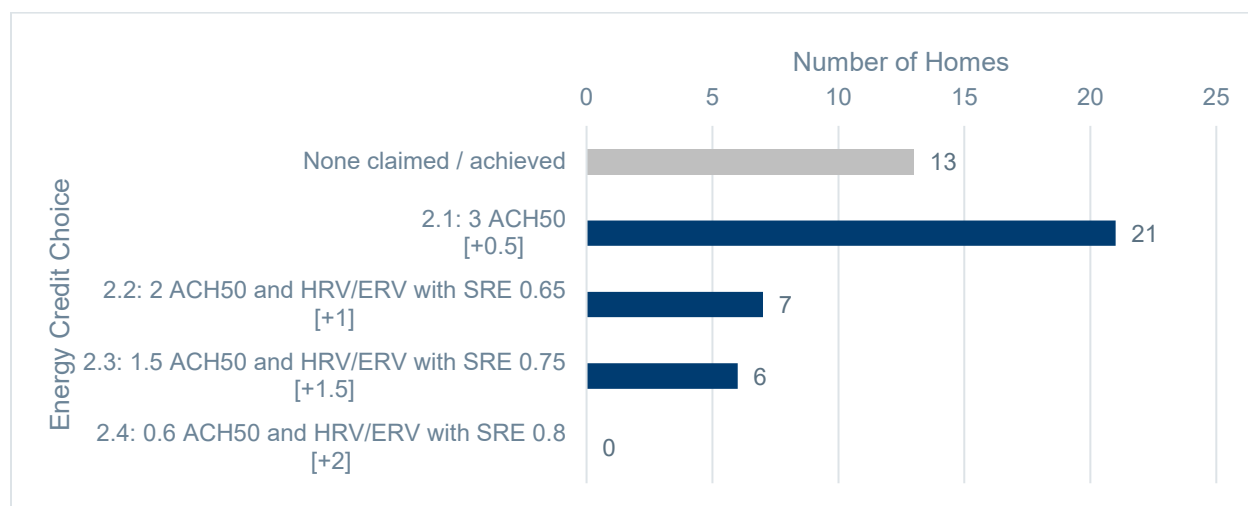 Number of Homes
0 5 10 15 20 25
Energy Credit Choice
None claimed / achieved 13
2.1: 3 ACH50
[+0.5]
21
2.2: 2 ACH50 and HRV/ERV with SRE 0.65
[+1]
7
2.3: 1.5 ACH50 and HRV/ERV with SRE 0.75
[+1.5]
6
2.4: 0.6 ACH50 and HRV/ERV with SRE 0.8
[+2]
0